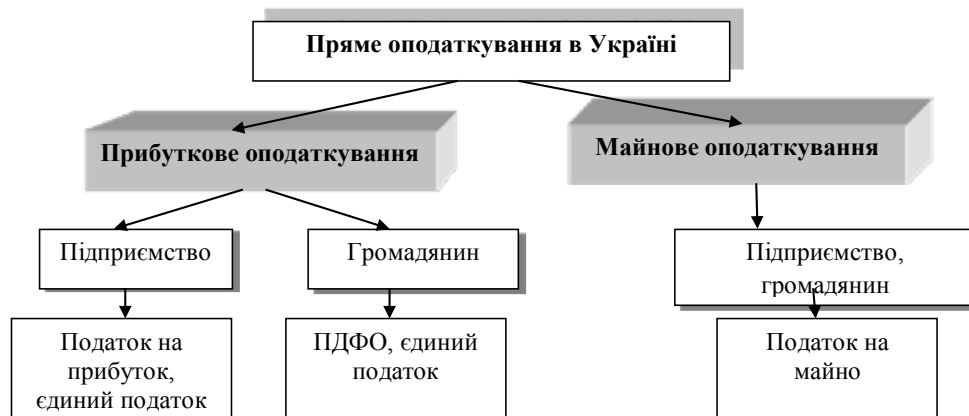 Пряме оподаткування в Україні
Прибуткове оподаткування
Майнове оподаткування
Підприємство
Громадянин
Підприємство,
громадянин
Податок на
прибуток,
єдиний податок
ПДФО, єдиний
податок
Податок на
майно